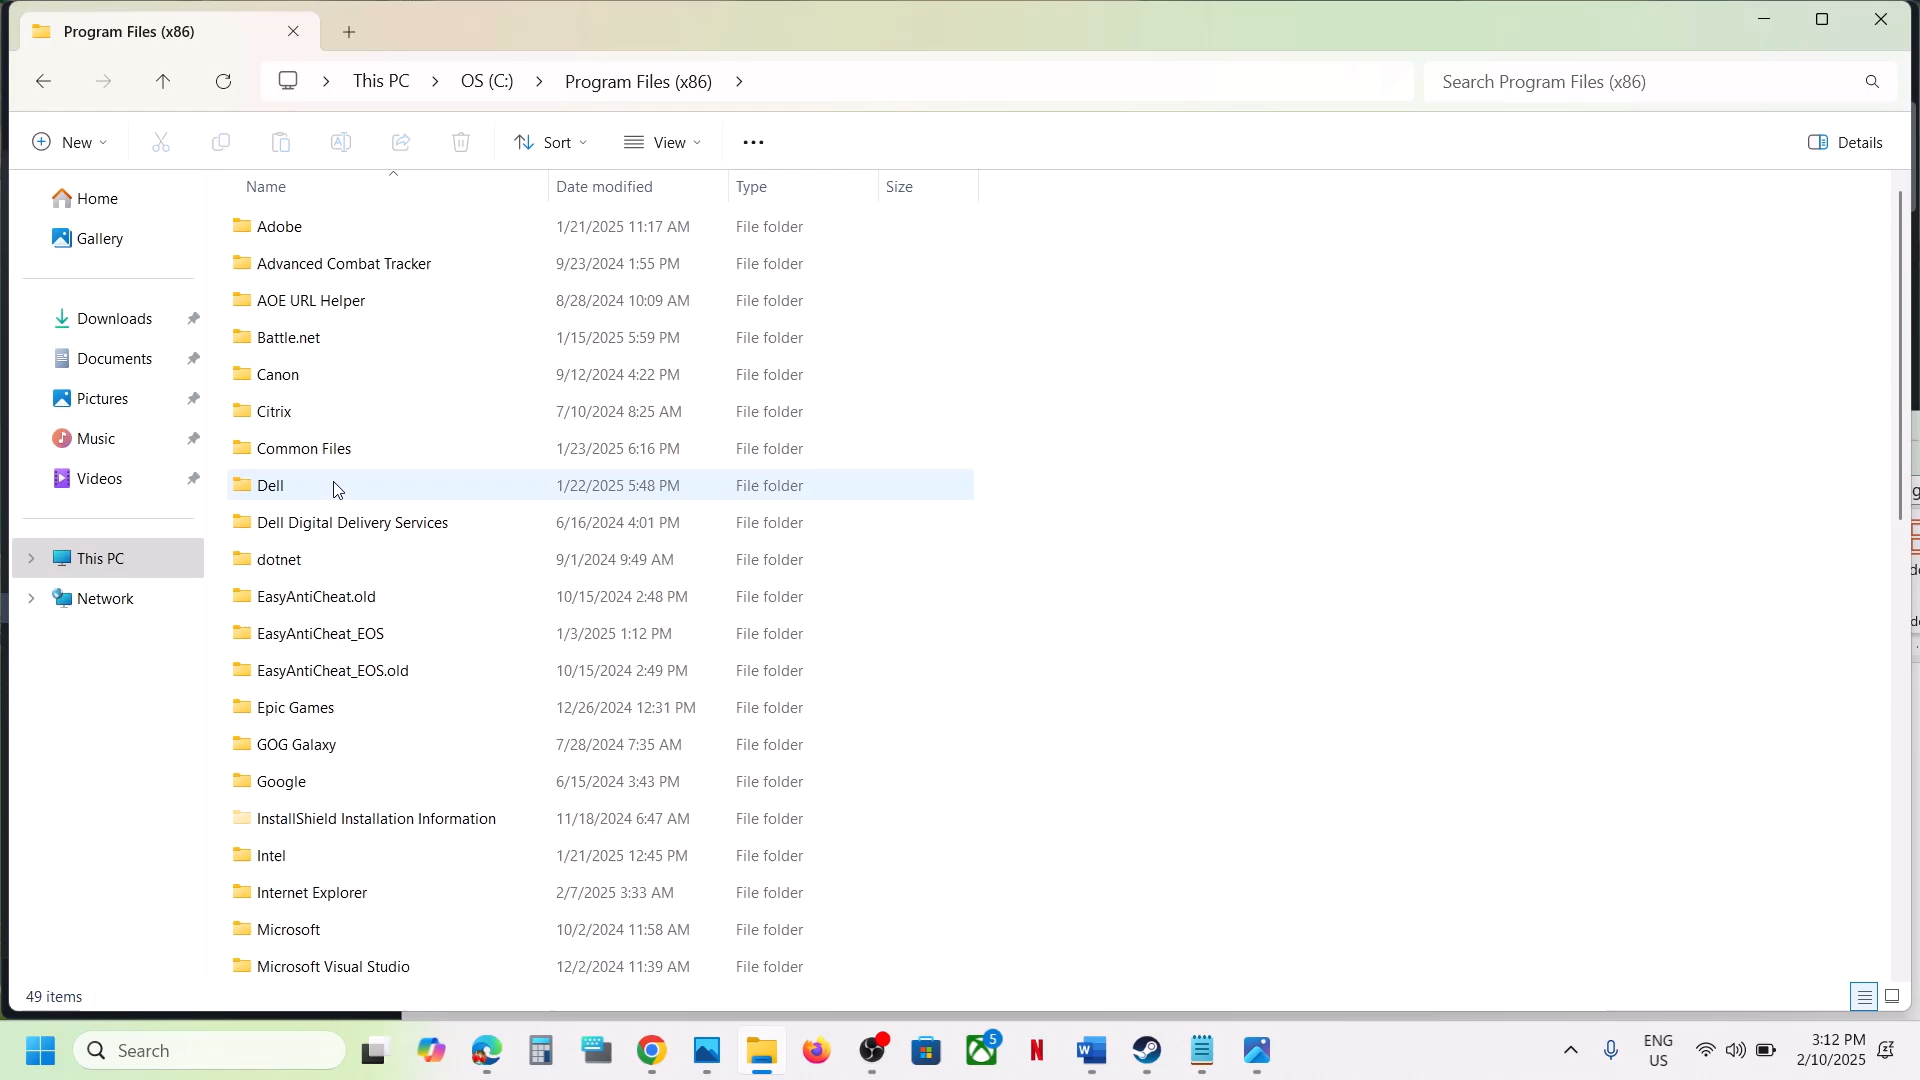 Program Files (x86)
This PC
OS (C:)
Program Files (x86)
Search Program Files (x86)
New
Sort
View
Details
Name
Date modified
Type
Size
Home
Gallery
Downloads
Documents
Pictures
Music
Videos
This PC
Network
Adobe 1/21/2025 11:17 AM File folder
Advanced Combat Tracker 9/23/2024 1:55 PM File folder
AOE URL Helper 8/28/2024 10:09 AM File folder
Battle.net 1/15/2025 5:59 PM File folder
Canon 9/12/2024 4:22 PM File folder
Citrix 7/10/2024 8:25 AM File folder
Common Files 1/23/2025 6:16 PM File folder
Dell 1/22/2025 5:48 PM File folder
Dell Digital Delivery Services 6/16/2024 4:01 PM File folder
dotnet 9/1/2024 9:49 AM File folder
EasyAntiCheat.old 10/15/2024 2:48 PM File folder
EasyAntiCheat_EOS 1/3/2025 1:12 PM File folder
EasyAntiCheat_EOS.old 10/15/2024 2:49 PM File folder
Epic Games 12/26/2024 12:31 PM File folder
GOG Galaxy 7/28/2024 7:35 AM File folder
Google 6/15/2024 3:43 PM File folder
InstallShield Installation Information 11/18/2024 6:47 AM File folder
Intel 1/21/2025 12:45 PM File folder
Internet Explorer 2/7/2025 3:33 AM File folder
Microsoft 10/2/2024 11:58 AM File folder
Microsoft Visual Studio 12/2/2024 11:39 AM File folder
49 items
Search
5
ENG
US
3:12 PM
2/10/2025